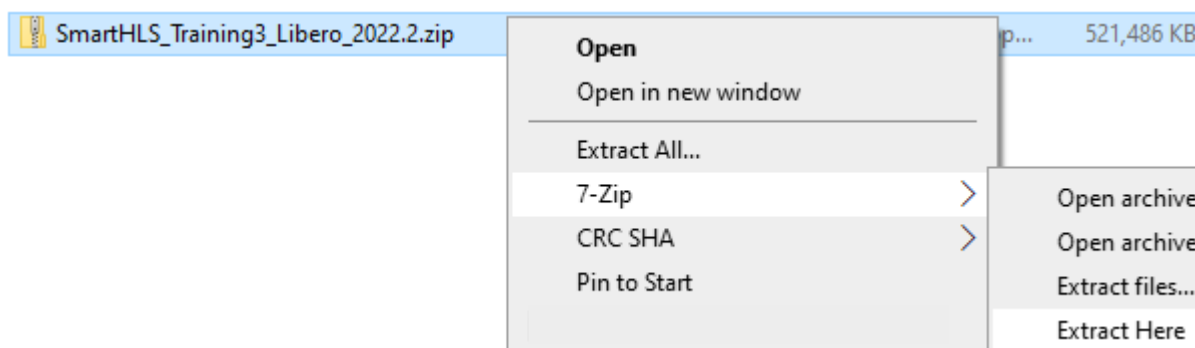 SmartHLS_Training3_Libero_2022.2.zip
p... 521,486 KB
Open
Open in new window
Extract All...
7-Zip
CRC SHA
Pin to Start
Open archive
Open archive
Extract files...
Extract Here